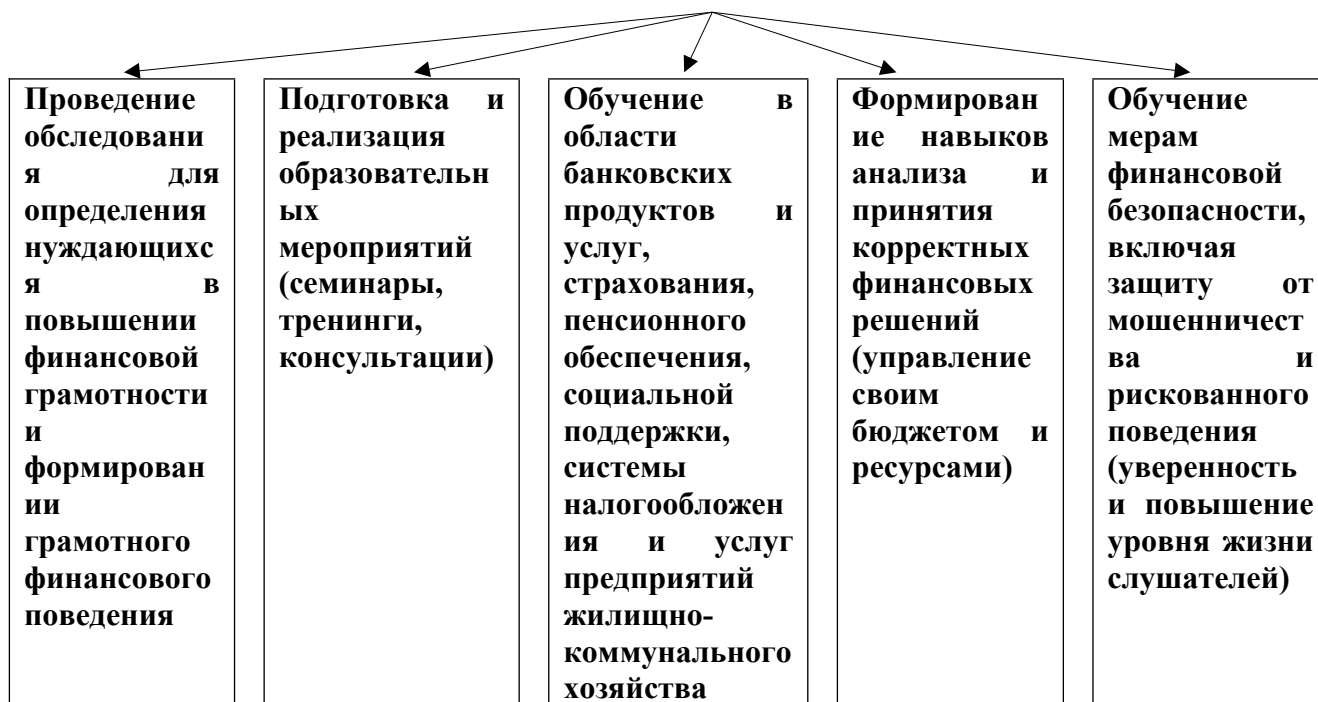 Проведение
обследовани
я для
определения
нуждающихс
я в
повышении
финансовой
грамотности
и
формирован
ии
грамотного
финансового
поведения
Подготовка и
реализация
образовательн
ых
мероприятий
(семинары,
тренинги,
консультации)
Обучение в
области
банковских
продуктов и
услуг,
страхования,
пенсионного
обеспечения,
социальной
поддержки,
системы
налогообложен
ия и услуг
предприятий
жилищно-
коммунального
хозяйства
Формирован
ие навыков
анализа и
принятия
корректных
финансовых
решений
(управление
своим
бюджетом и
ресурсами)
Обучение
мерам
финансовой
безопасности,
включая
защиту от
мошенничест
ва и
рискованного
поведения
(уверенность
и повышение
уровня жизни
слушателей)